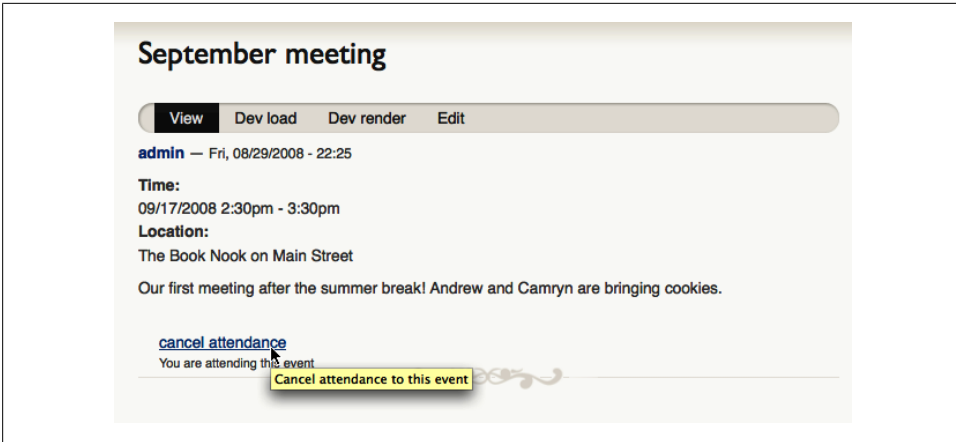 September meeting
View Dev load Dev render Edit
admin — Fri, 08/29/2008 - 22:25
Time:
09/17/2008 2:30pm - 3:30pm
Location:
The Book Nook on Main Street
Our first meeting after the summer break! Andrew and Camryn are bringing cookies.
cancel attendance
You are attending this event
Cancel attendance to this event